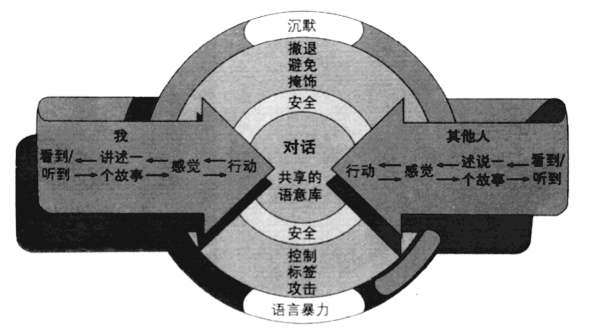 沉默
撤退
避免
掩饰
安全
我
看到/
听到
讲述一
个故事
感觉
行动
对话
共享的
语意库
其他人
行动
感觉
述说一
个故事
看到/
听到
安全
控制
标签
攻击
语言暴力